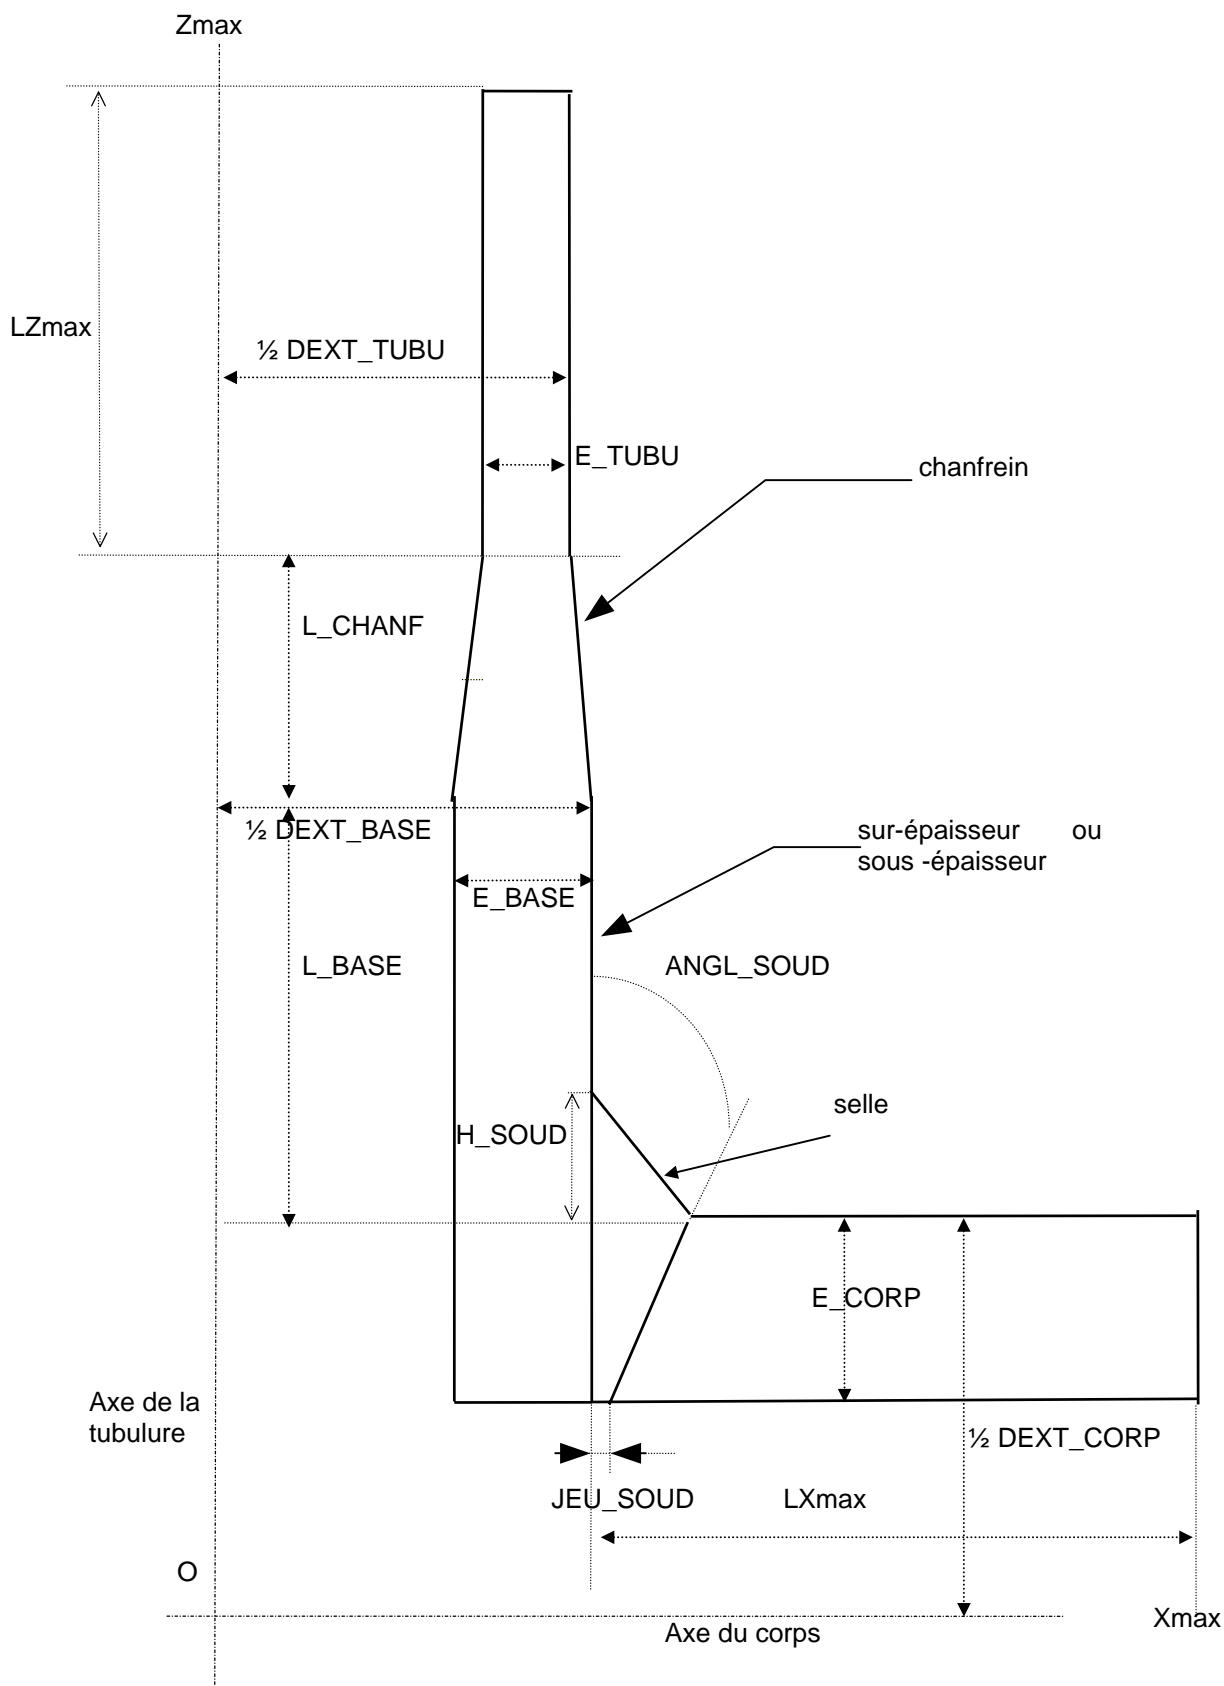 Zmax
LZmax
½ DEXT_TUBU
E_TUBU
chanfrein
L_CHANF
½ DEXT_BASE
sur-épaisseur ou
sous -épaisseur
E_BASE
L_BASE
ANGL_SOUD
selle
H_SOUD
E_CORP
Axe de la
tubulure
½ DEXT_CORP
JEU_SOUD
LXmax
O
Xmax
Axe du corps